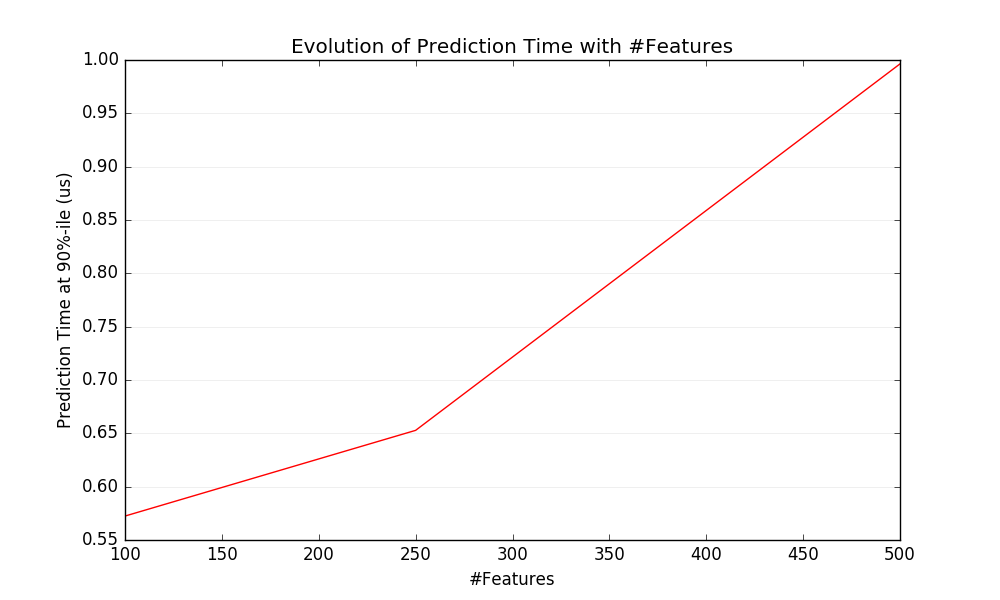 Evolution of Prediction Time with #Features
Prediction Time at 90%-ile (us)
1.00
0.95
0.90
0.85
0.80
0.75
0.70
0.65
0.60
0.55
100 150 200 250 300 350 400 450 500
#Features